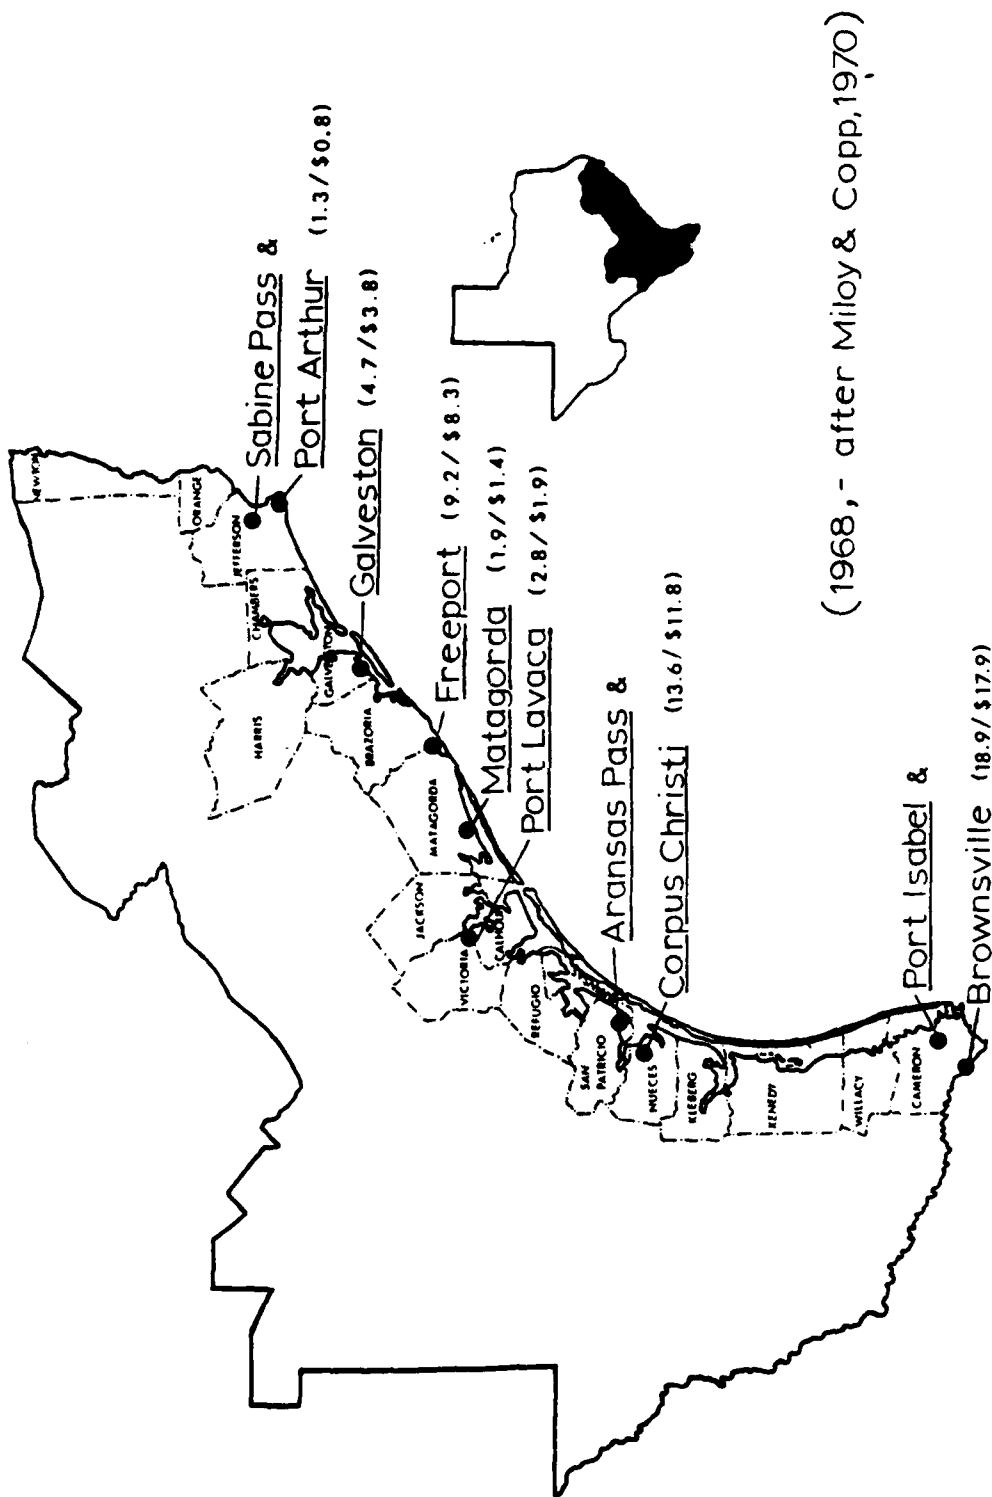 Sabine Pass &
Port Arthur (1.3/$0.8)
Galveston (4.7/$3.8)
Freeport (9.2/$8.3)
Matagorda (1.9/$1.4)
Port Lavaca (2.8/$1.9)
Aransas Pass &
Corpus Christi (13.6/$11.8)
Port Isabel &
Brownsville (18.9/$17.9)
(1968,- after Miloy & Copp,1970)
NEWTON
ORANGE
JEFFERSON
CHAMBERS
HARRIS
GALVESTON
BRAZORIA
MATAGORDA
JACKSON
VICTORIA
CALHOUN
REFUGIO
SAN
PATRICIO
NUECES
KLEBERG
KENEDY
WILLACY
CAMERON